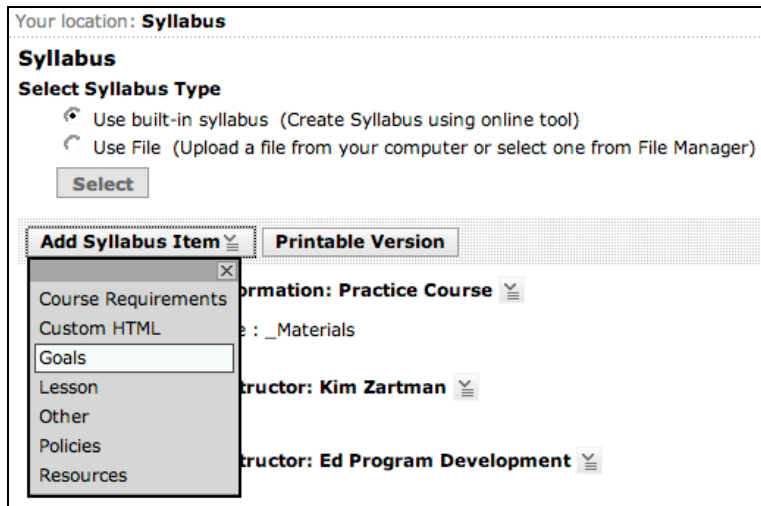 Your location: Syllabus
Syllabus
Select Syllabus Type
Use built-in syllabus (Create Syllabus using online tool)
Use File (Upload a file from your computer or select one from File Manager)
Select
Add Syllabus Item Printable Version
Course Requirements
Custom HTML
Goals
Lesson
Other
Policies
Resources
ormation: Practice Course
e : _Materials
tructor: Kim Zartman
tructor: Ed Program Development